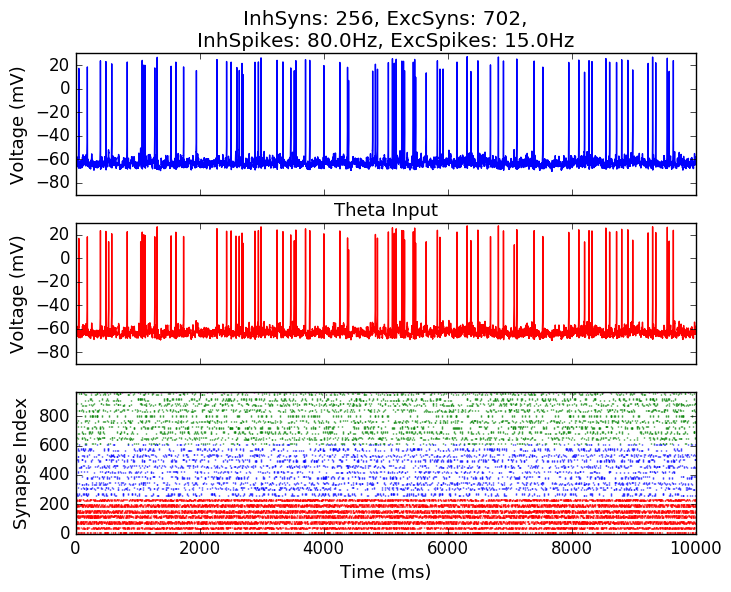 InhSyns: 256, ExcSyns: 702,
InhSpikes: 80.0Hz, ExcSpikes: 15.0Hz
20
0
−20
−40
−60
−80
Voltage (mV)
Theta Input
20
0
−20
−40
−60
−80
Voltage (mV)
800
600
400
200
0
Synapse Index
0 2000 4000 6000 8000 10000
Time (ms)